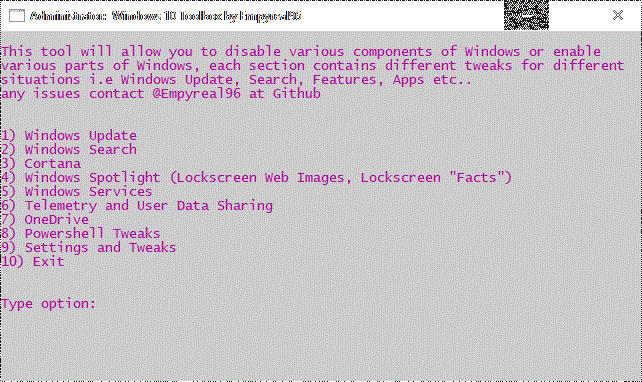 Administrator:  Windows 10 Toolbox by Empyreal96
This tool will allow you to disable various components of Windows or enable
various parts of Windows, each section contains different tweaks for different
situations i.e Windows Update, Search, Features, Apps etc..
any issues contact @Empyreal96 at Github
1) Windows Update
2) Windows Search
3) Cortana
4) Windows Spotlight (Lockscreen Web Images, Lockscreen "Facts")
5) Windows Services
6) Telemetry and User Data Sharing
7) OneDrive
8) Powershell Tweaks
9) Settings and Tweaks
10) Exit
Type option: